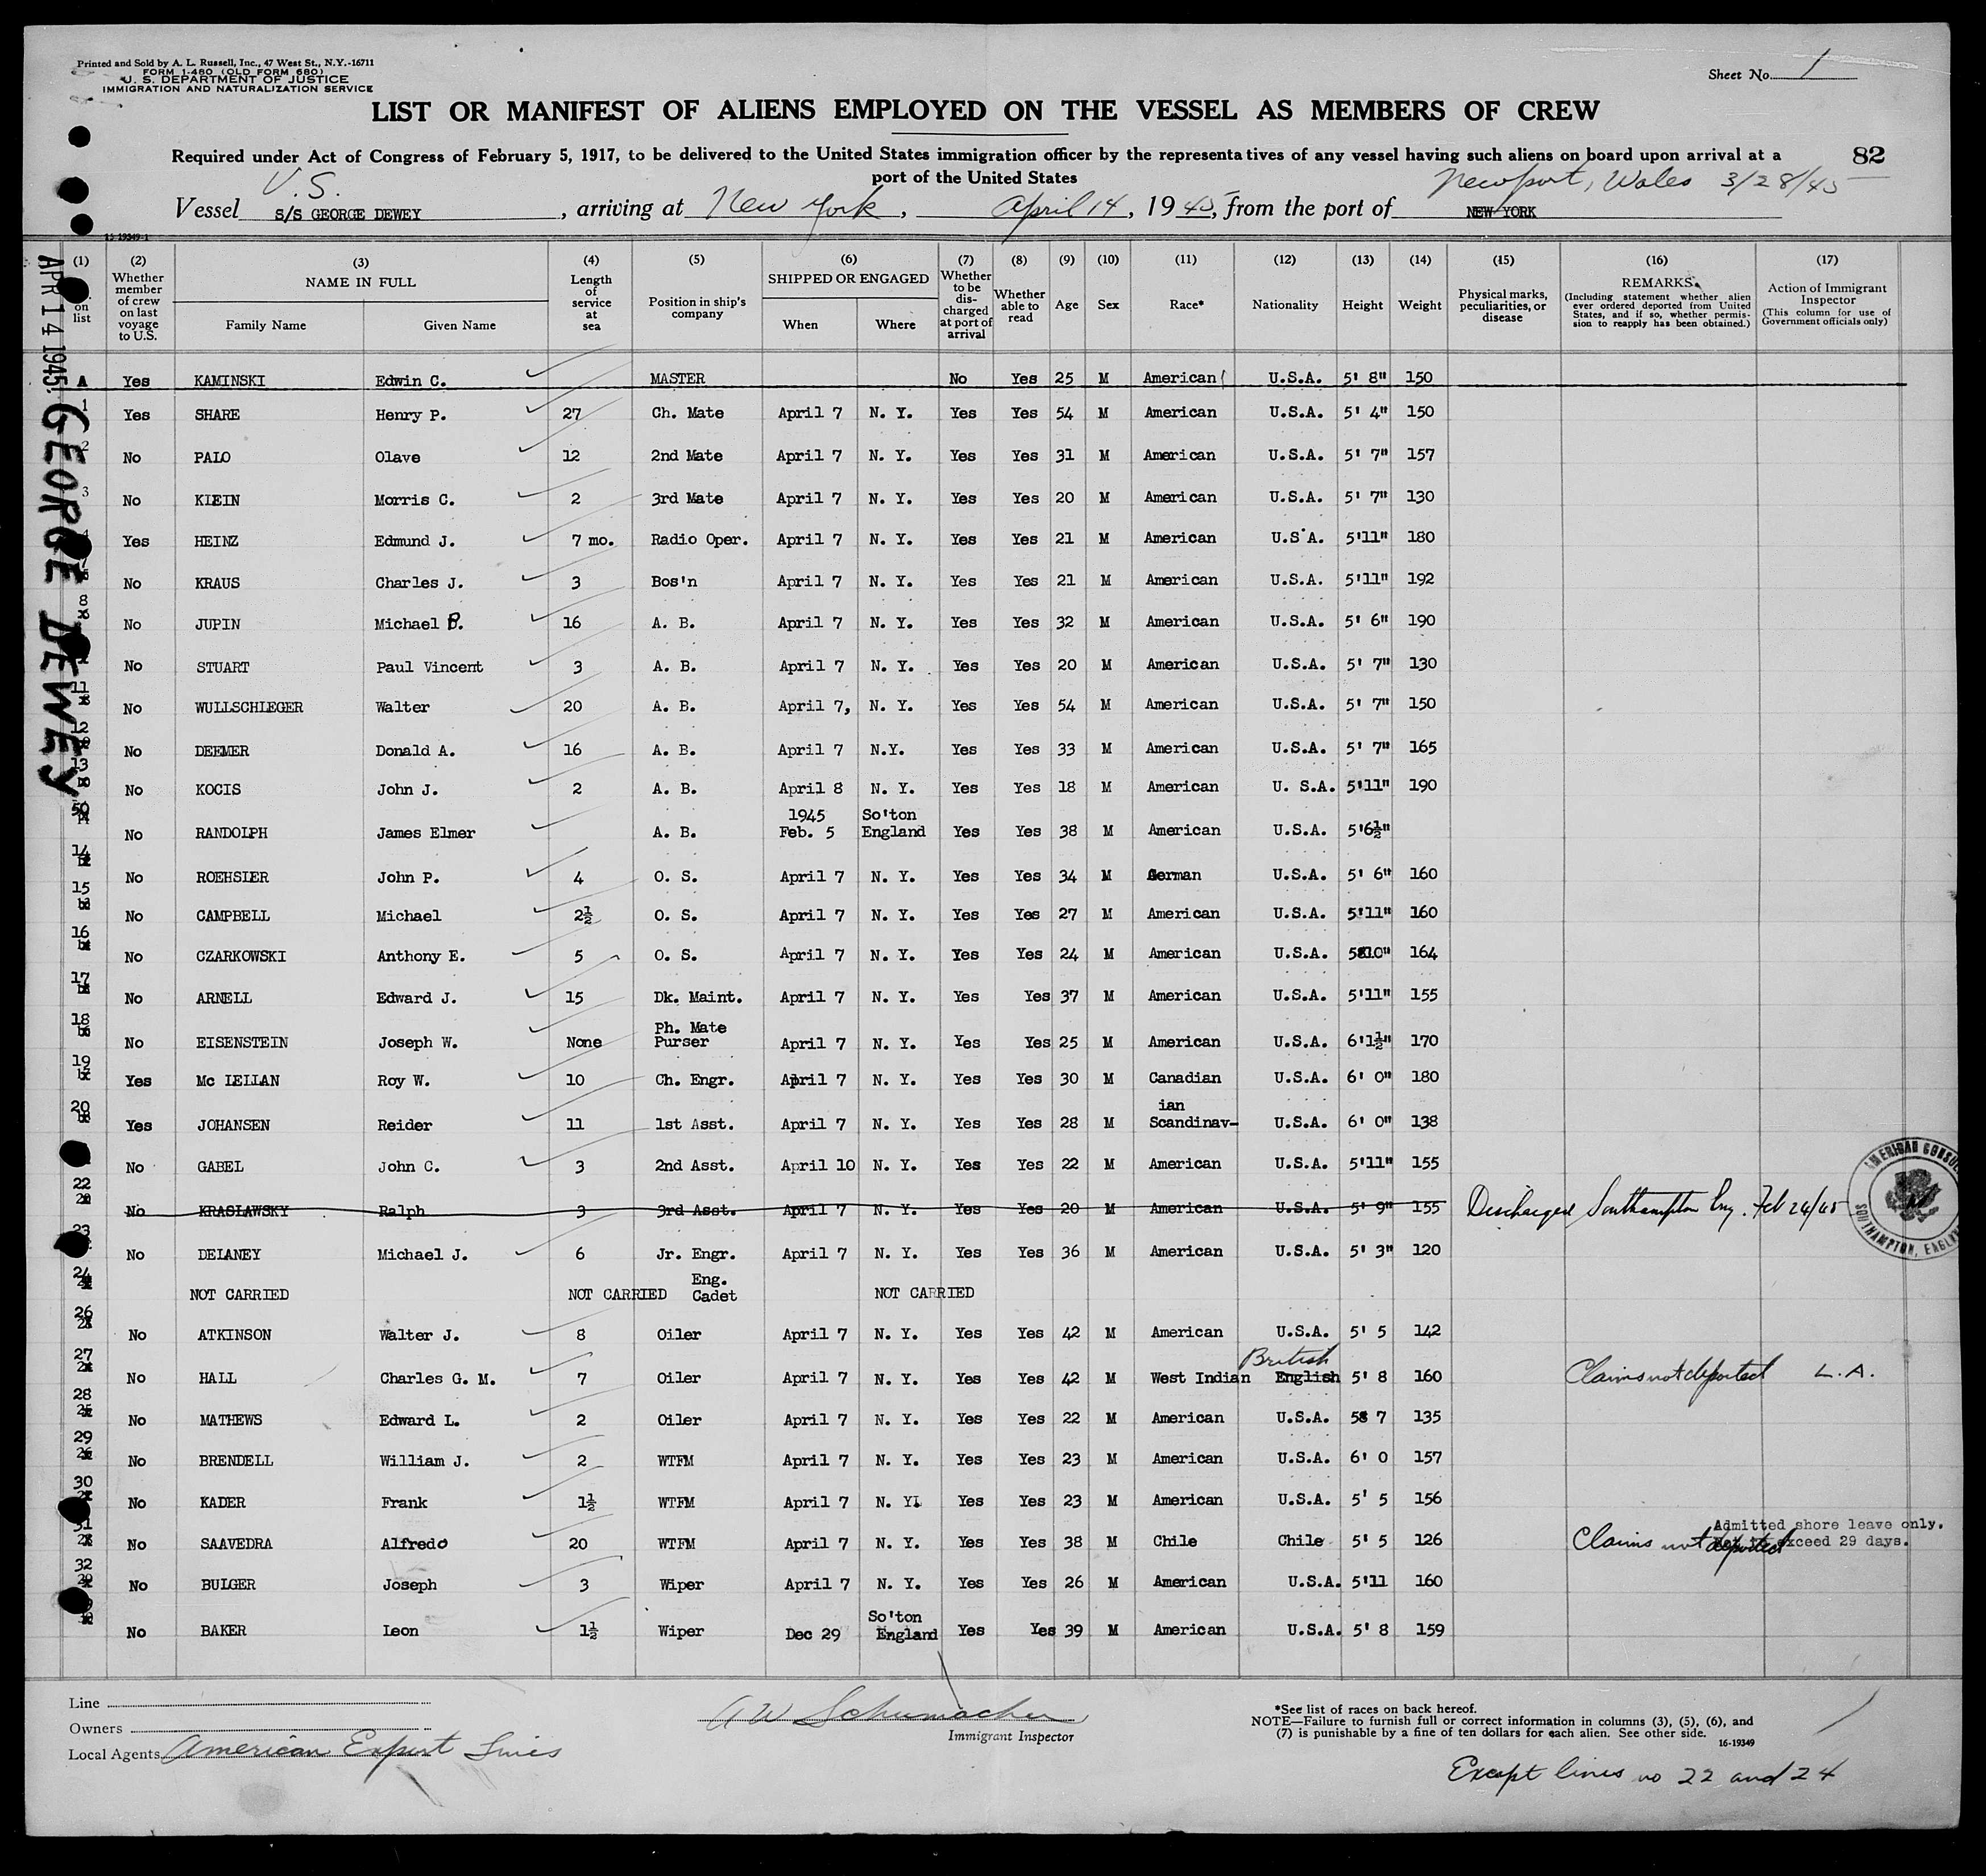 Printed and Sold by A. L. Russell, Inc., 47 West St., N.Y.-16711
FORM I-480 (OLD FORM 680)
U. S. DEPARTMENT OF JUSTICE
IMMIGRATION AND NATURALIZATION SERVICE
Sheet No. 1
LIST OR MANIFEST OF ALIENS EMPLOYED ON THE VESSEL AS MEMBERS OF CREW
Required under Act of Congress of February 5, 1917, to be delivered to the United States immigration officer by the representatives of any vessel having such aliens on board upon arrival at a
port of the United States
82
U.S. Newport, Wales 3/28/45
Vessel S/S GEORGE DEWEY, arriving at New York, April 14, 1945, from the port of NEW YORK
15-19349-1
APR 14 1945 GEORGE DEWEY
(1) on list
(2) Whether member of crew on last voyage to U.S.
(3) NAME IN FULL Family Name Given Name
(4) Length of service at sea
(5) Position in ship's company
(6) SHIPPED OR ENGAGED When Where
(7) Whether to be discharged at port of arrival
(8) Whether able to read
(9) Age
(10) Sex
(11) Race*
(12) Nationality
(13) Height
(14) Weight
(15) Physical marks, peculiarities, or disease
(16) REMARKS (Including statement whether alien ever ordered deported from United States, and if so, whether permission to reapply has been obtained.)
(17) Action of Immigrant Inspector (This column for use of Government officials only)
A Yes KAMINSKI Edwin C. MASTER No Yes 25 M American U.S.A. 5' 8" 150
1 Yes SHARE Henry P. 27 Ch. Mate April 7 N. Y. Yes Yes 54 M American U.S.A. 5' 4" 150
2 No PALO Olave 12 2nd Mate April 7 N. Y. Yes Yes 31 M American U.S.A. 5' 7" 157
3 No KLEIN Morris C. 2 3rd Mate April 7 N. Y. Yes Yes 20 M American U.S.A. 5' 7" 130
Yes HEINZ Edmund J. 7 mo. Radio Oper. April 7 N. Y. Yes Yes 21 M American U.S.A. 5'11" 180
No KRAUS Charles J. 3 Bos'n April 7 N. Y. Yes Yes 21 M American U.S.A. 5'11" 192
8 No JUPIN Michael P. 16 A. B. April 7 N. Y. Yes Yes 32 M American U.S.A. 5' 6" 190
No STUART Paul Vincent 3 A. B. April 7 N. Y. Yes Yes 20 M American U.S.A. 5' 7" 130
11 No WULLSCHLEGER Walter 20 A. B. April 7, N. Y. Yes Yes 54 M American U.S.A. 5' 7" 150
12 No DEEMER Donald A. 16 A. B. April 7 N.Y. Yes Yes 33 M American U.S.A. 5' 7" 165
13 No KOCIS John J. 2 A. B. April 8 N. Y. Yes Yes 18 M American U. S.A. 5'11" 190
No RANDOLPH James Elmer A. B. 1945 Feb. 5 So'ton England Yes Yes 38 M American U.S.A. 5'6½"
14 No ROEHSLER John P. 4 O. S. April 7 N. Y. Yes Yes 34 M German U.S.A. 5' 6" 160
15 No CAMPBELL Michael 2½ O. S. April 7 N. Y. Yes Yes 27 M American U.S.A. 5'11" 160
16 No CZARKOWSKI Anthony E. 5 O. S. April 7 N. Y. Yes Yes 24 M American U.S.A. 5'10" 164
17 No ARNELL Edward J. 15 Dk. Maint. April 7 N. Y. Yes Yes 37 M American U.S.A. 5'11" 155
18 No EISENSTEIN Joseph W. None Ph. Mate Purser April 7 N. Y. Yes Yes 25 M American U.S.A. 6'1½" 170
19 Yes Mc LELLAN Roy W. 10 Ch. Engr. April 7 N. Y. Yes Yes 30 M Canadian U.S.A. 6' 0" 180
20 Yes JOHANSEN Reider 11 1st Asst. April 7 N. Y. Yes Yes 28 M Scandinav-ian U.S.A. 6' 0" 138
No GABEL John C. 3 2nd Asst. April 10 N. Y. Yes Yes 22 M American U.S.A. 5'11" 155
22 No KRASLAWSKY Ralph 3 3rd Asst. April 7 N. Y. Yes Yes 20 M American U.S.A. 5' 9" 155 Discharged Southampton Eng. Feb 26/45
AMERICAN CONSUL SOUTHAMPTON, ENGLAND
23 No DELANEY Michael J. 6 Jr. Engr. April 7 N. Y. Yes Yes 36 M American U.S.A. 5' 3" 120
24 NOT CARRIED NOT CARRIED Eng. Cadet NOT CARRIED
26 No ATKINSON Walter J. 8 Oiler April 7 N. Y. Yes Yes 42 M American U.S.A. 5' 5 142
27 No HALL Charles G. M. 7 Oiler April 7 N. Y. Yes Yes 42 M West Indian British English 5' 8 160 Claims not deported L.A.
28 No MATHEWS Edward L. 2 Oiler April 7 N. Y. Yes Yes 22 M American U.S.A. 5' 7 135
29 No BRENDELL William J. 2 WTFM April 7 N. Y. Yes Yes 23 M American U.S.A. 6' 0 157
30 No KADER Frank 1½ WTFM April 7 N. Y. Yes Yes 23 M American U.S.A. 5' 5 156
31 No SAAVEDRA Alfredo 20 WTFM April 7 N. Y. Yes Yes 38 M Chile Chile 5' 5 126 Claims not deported Admitted shore leave only. exceed 29 days.
32 No BULGER Joseph 3 Wiper April 7 N. Y. Yes Yes 26 M American U.S.A. 5'11 160
No BAKER Leon 1½ Wiper Dec 29 So'ton England Yes Yes 39 M American U.S.A. 5' 8 159
Line
Owners
Local Agents American Export Lines
A W Schumacher
Immigrant Inspector
*See list of races on back hereof.
NOTE—Failure to furnish full or correct information in columns (3), (5), (6), and
(7) is punishable by a fine of ten dollars for each alien. See other side.
16-19349
Except lines no 22 and 24